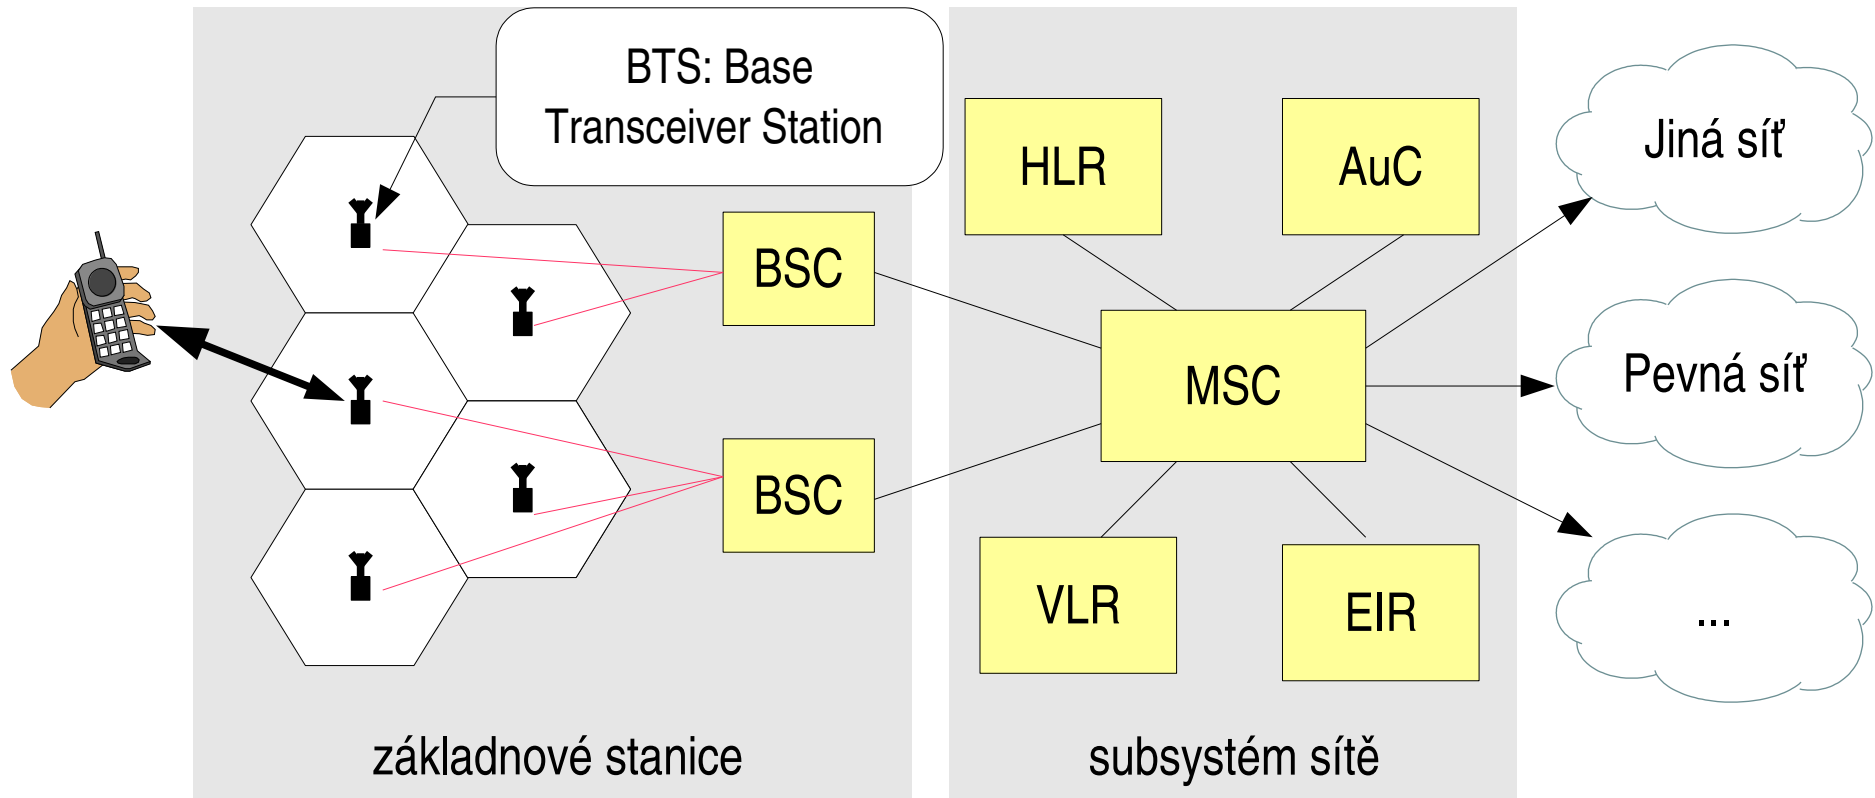 BTS: Base
Transceiver Station
HLR
AuC
Jiná síť
BSC
MSC
Pevná síť
BSC
VLR
EIR
...
základnové stanice
subsystém sítě